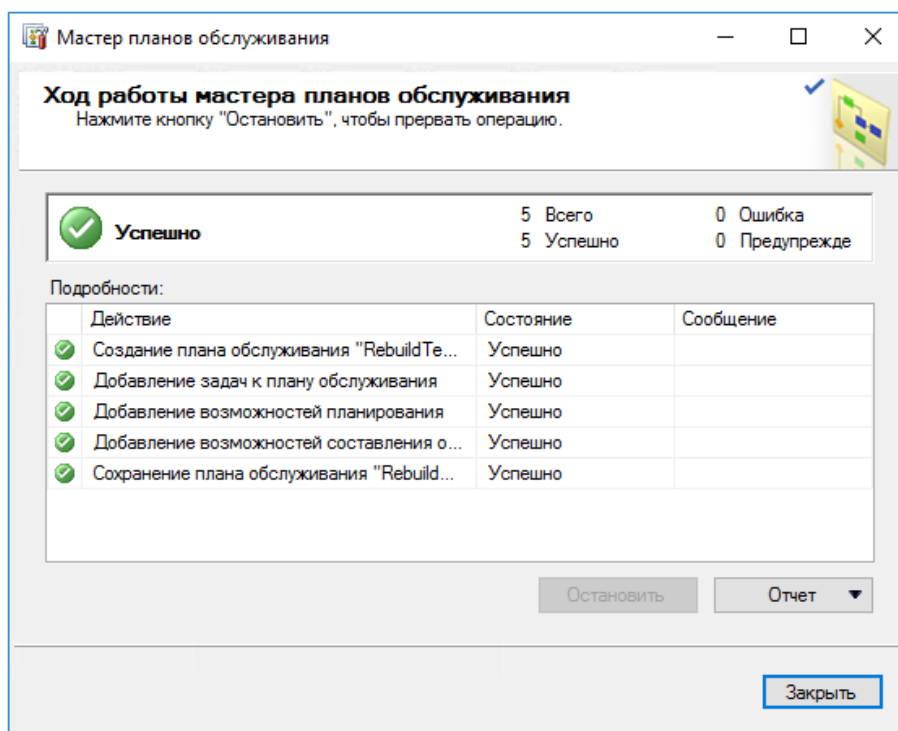 Мастер планов обслуживания
Ход работы мастера планов обслуживания
Нажмите кнопку "Остановить", чтобы прервать операцию.
Успешно
5 Всего 0 Ошибка
5 Успешно 0 Предупрежде
Подробности:
Действие Состояние Сообщение
Создание плана обслуживания "RebuildTe... Успешно
Добавление задач к плану обслуживания Успешно
Добавление возможностей планирования Успешно
Добавление возможностей составления о... Успешно
Сохранение плана обслуживания "Rebuild... Успешно
Остановить Отчет
Закрыть